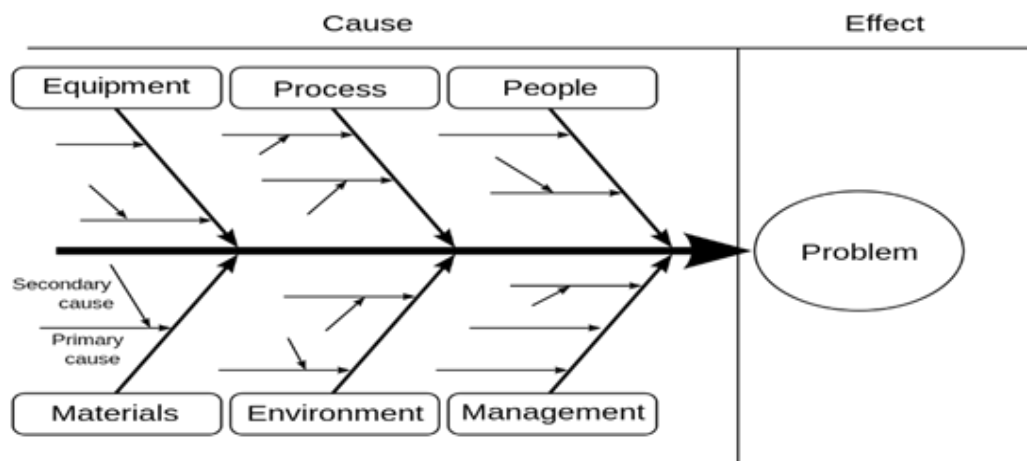 Cause
Effect
Equipment
Process
People
Problem
Secondary
cause
Primary
cause
Materials
Environment
Management